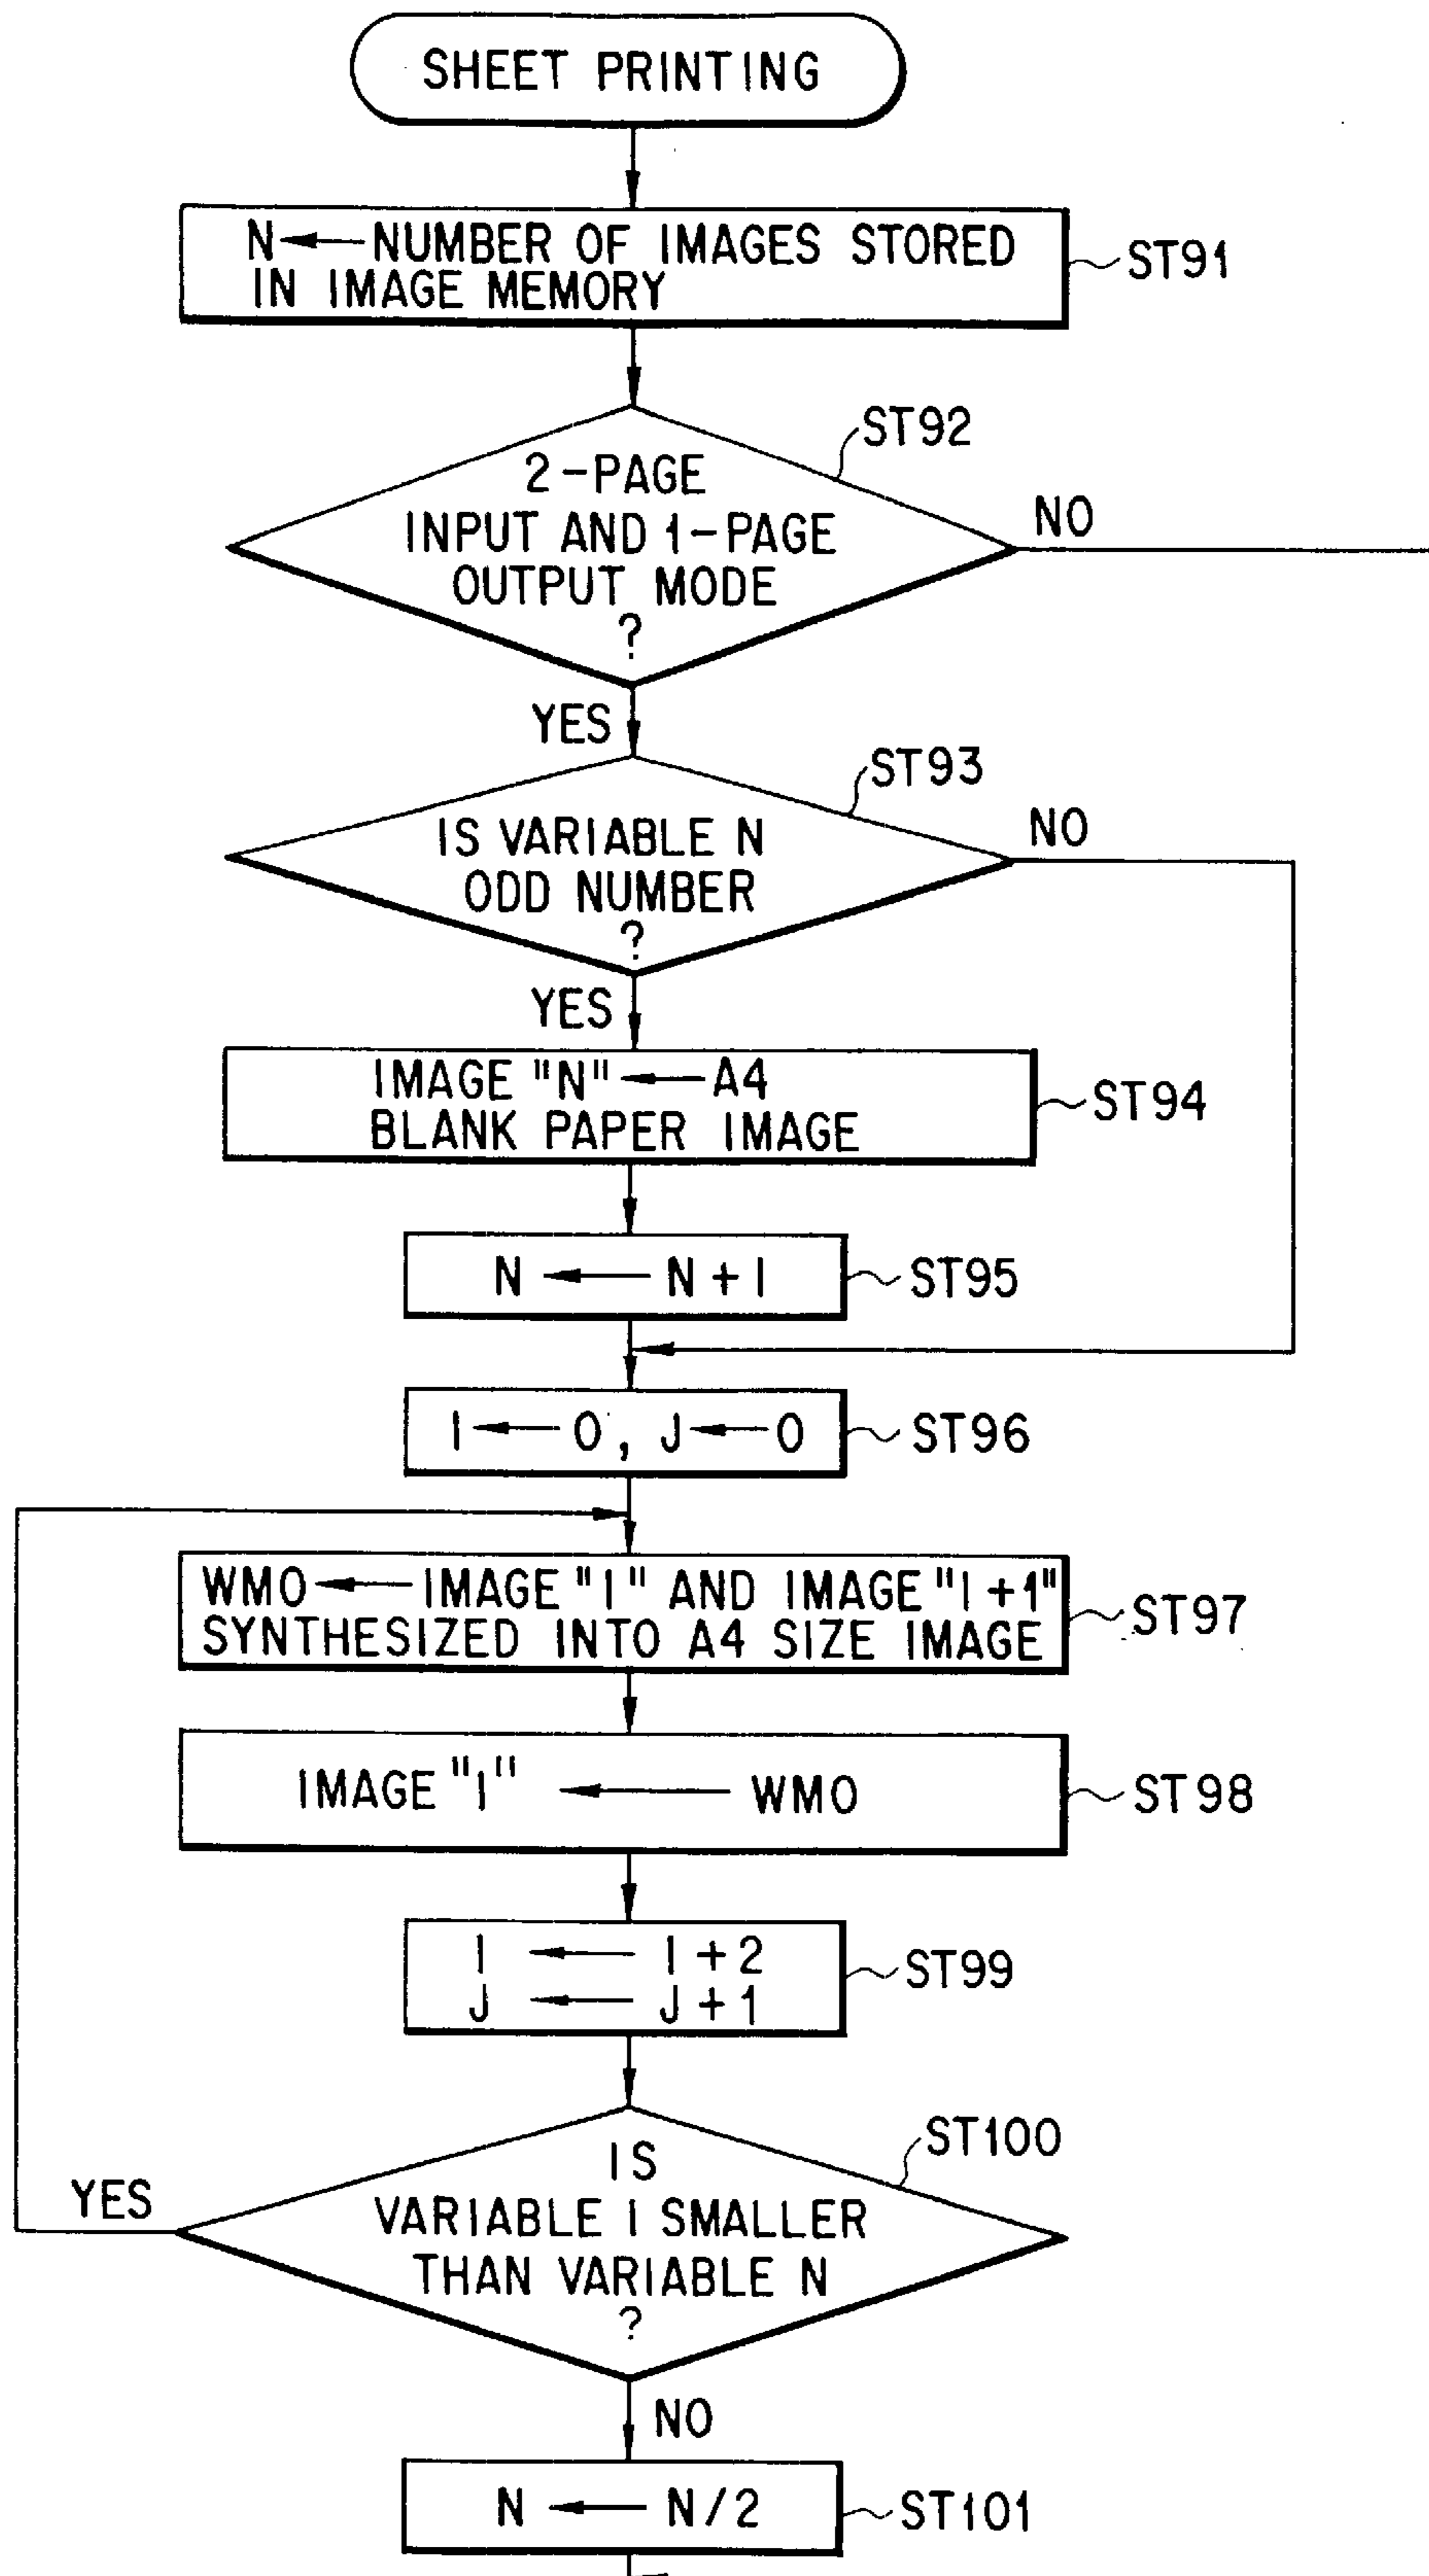 SHEET PRINTING
N ← NUMBER OF IMAGES STORED
IN IMAGE MEMORY
ST91
ST92
2-PAGE
INPUT AND 1-PAGE
OUTPUT MODE
?
NO
YES
ST93
IS VARIABLE N
ODD NUMBER
?
NO
YES
IMAGE "N" ← A4
BLANK PAPER IMAGE
ST94
N ← N + 1
ST95
I ← 0, J ← 0
ST96
WM0 ← IMAGE "I" AND IMAGE "I+1"
SYNTHESIZED INTO A4 SIZE IMAGE
ST97
IMAGE "I" ← WM0
ST98
I ← I + 2
J ← J + 1
ST99
ST100
IS
VARIABLE I SMALLER
THAN VARIABLE N
?
YES
NO
N ← N/2
ST101